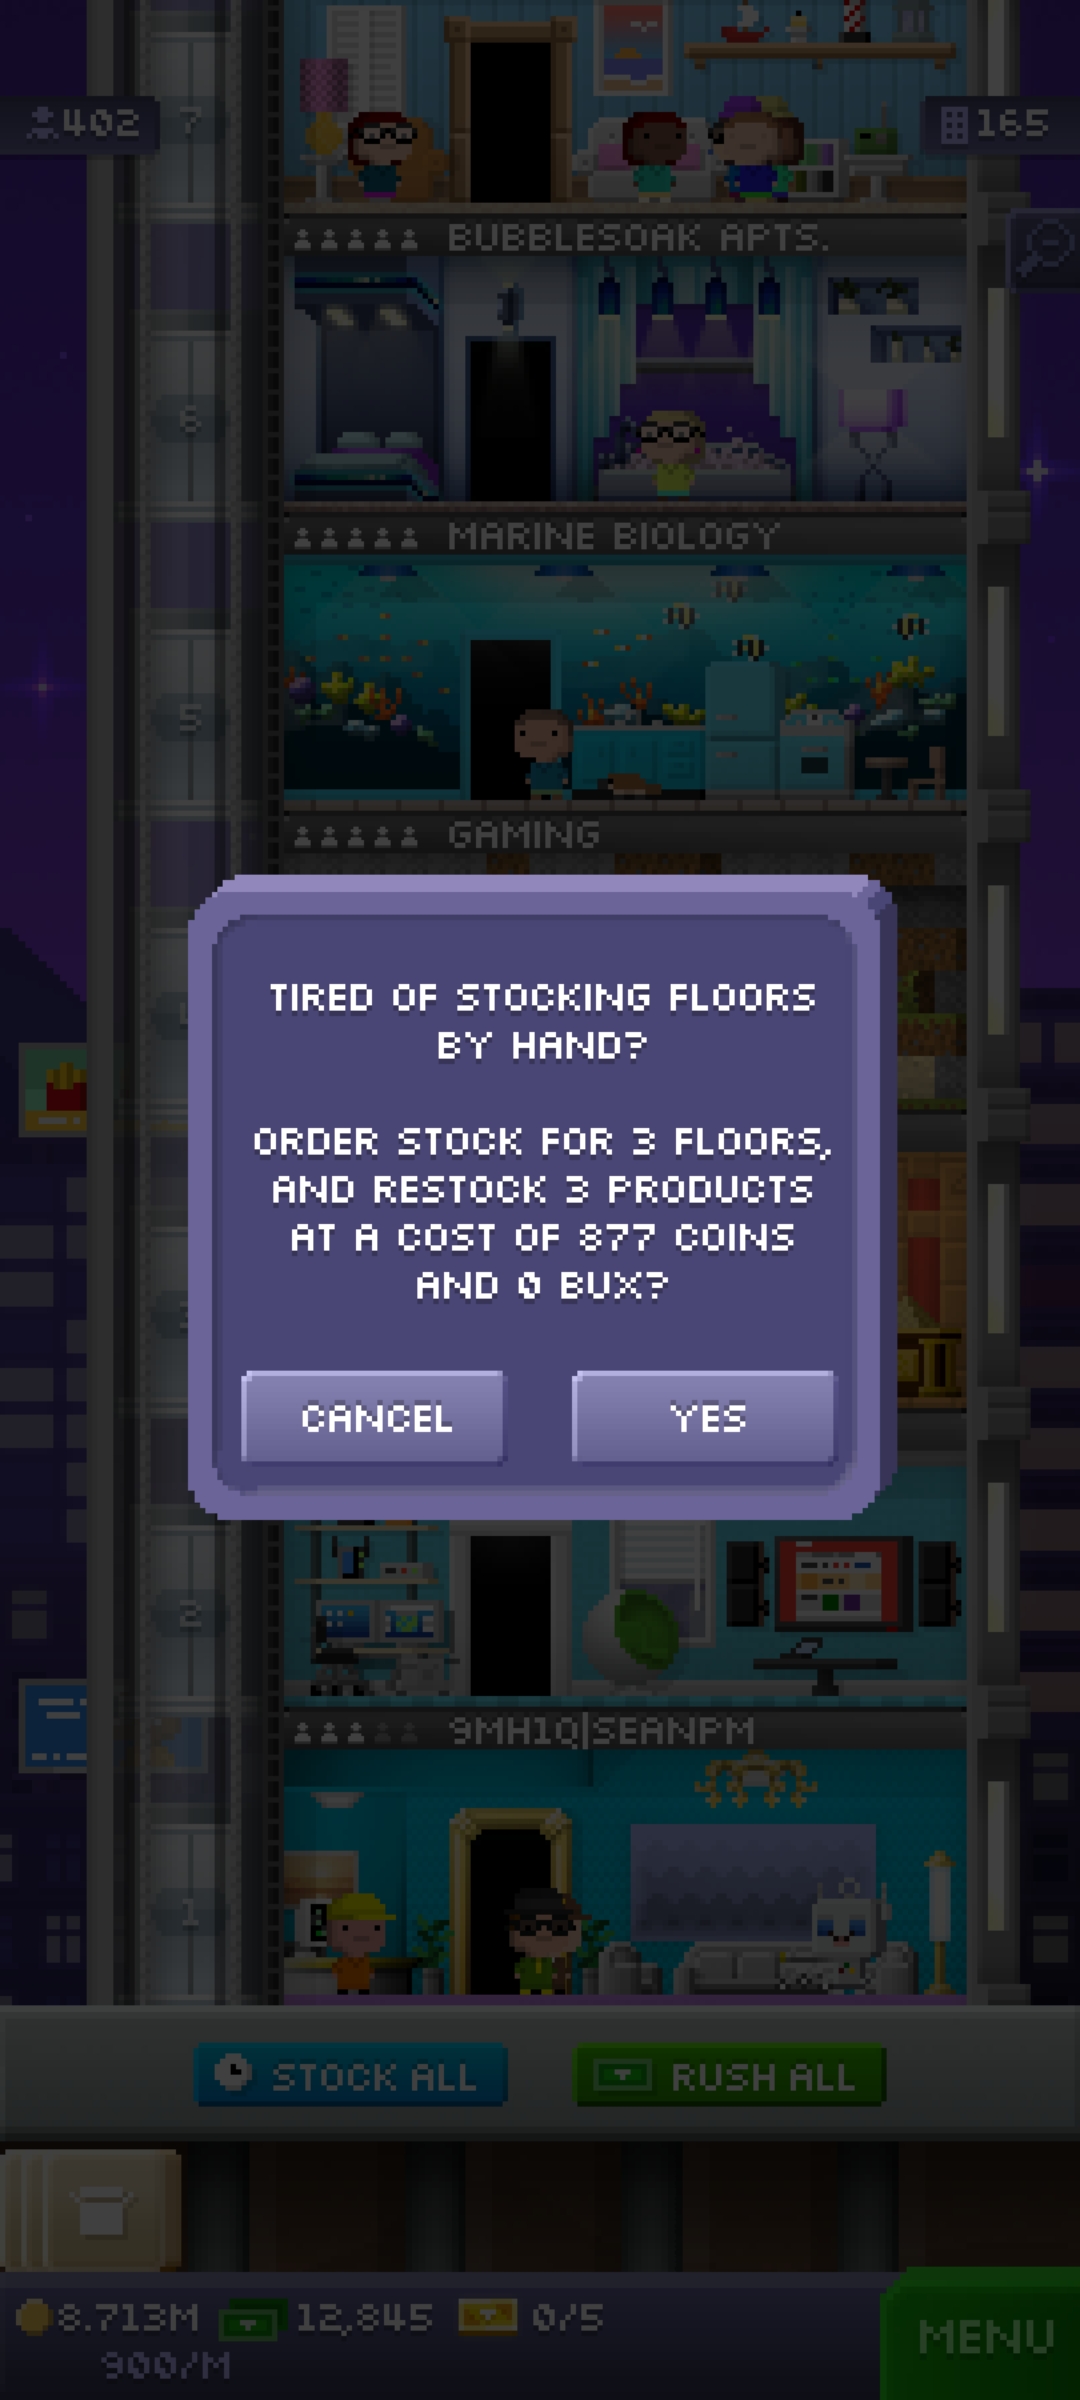 402
7
165
BUBBLESOAK APTS.
6
MARINE BIOLOGY
5
GAMING
TIRED OF STOCKING FLOORS
BY HAND?
ORDER STOCK FOR 3 FLOORS,
AND RESTOCK 3 PRODUCTS
AT A COST OF 877 COINS
AND 0 BUX?
CANCEL
YES
2
9MH1Q|SEANPM
1
STOCK ALL
RUSH ALL
8.713M
12,845
0/5
900/M
MENU